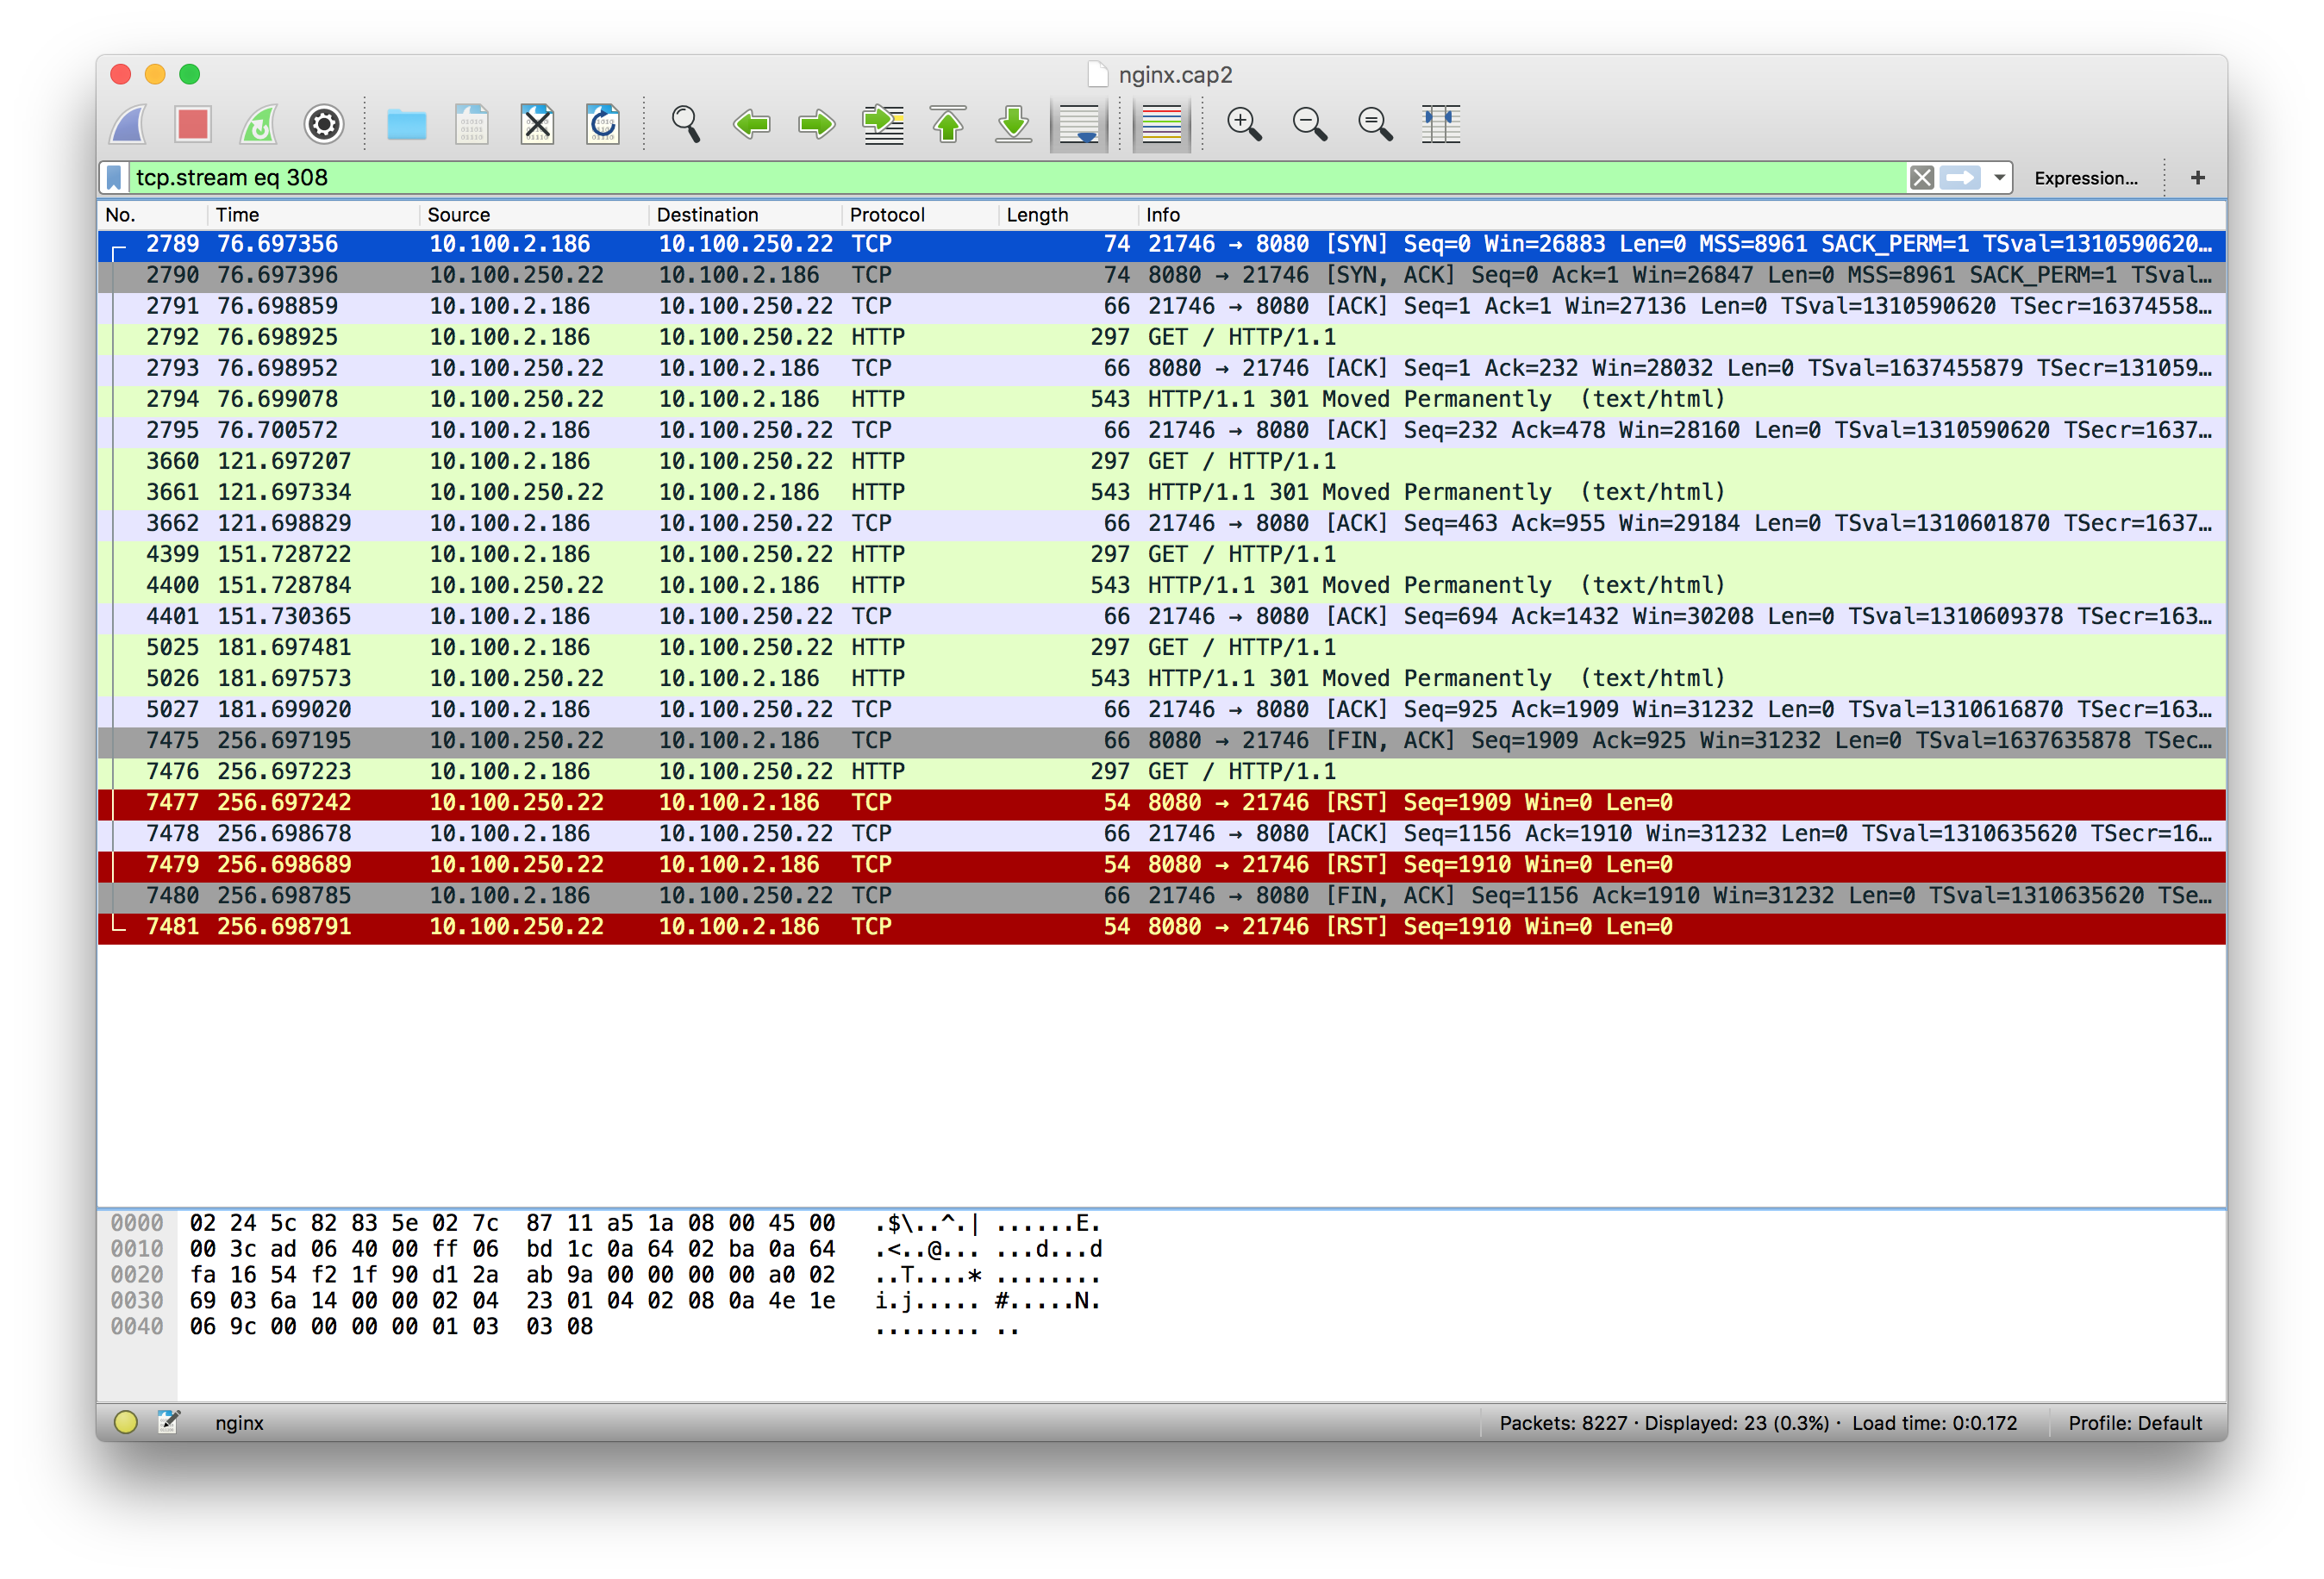 nginx.cap2
tcp.stream eq 308 Expression... +
No. Time Source Destination Protocol Length Info
2789 76.697356 10.100.2.186 10.100.250.22 TCP 74 21746 → 8080 [SYN] Seq=0 Win=26883 Len=0 MSS=8961 SACK_PERM=1 TSval=1310590620…
2790 76.697396 10.100.250.22 10.100.2.186 TCP 74 8080 → 21746 [SYN, ACK] Seq=0 Ack=1 Win=26847 Len=0 MSS=8961 SACK_PERM=1 TSval…
2791 76.698859 10.100.2.186 10.100.250.22 TCP 66 21746 → 8080 [ACK] Seq=1 Ack=1 Win=27136 Len=0 TSval=1310590620 TSecr=16374558…
2792 76.698925 10.100.2.186 10.100.250.22 HTTP 297 GET / HTTP/1.1
2793 76.698952 10.100.250.22 10.100.2.186 TCP 66 8080 → 21746 [ACK] Seq=1 Ack=232 Win=28032 Len=0 TSval=1637455879 TSecr=131059…
2794 76.699078 10.100.250.22 10.100.2.186 HTTP 543 HTTP/1.1 301 Moved Permanently (text/html)
2795 76.700572 10.100.2.186 10.100.250.22 TCP 66 21746 → 8080 [ACK] Seq=232 Ack=478 Win=28160 Len=0 TSval=1310590620 TSecr=1637…
3660 121.697207 10.100.2.186 10.100.250.22 HTTP 297 GET / HTTP/1.1
3661 121.697334 10.100.250.22 10.100.2.186 HTTP 543 HTTP/1.1 301 Moved Permanently (text/html)
3662 121.698829 10.100.2.186 10.100.250.22 TCP 66 21746 → 8080 [ACK] Seq=463 Ack=955 Win=29184 Len=0 TSval=1310601870 TSecr=1637…
4399 151.728722 10.100.2.186 10.100.250.22 HTTP 297 GET / HTTP/1.1
4400 151.728784 10.100.250.22 10.100.2.186 HTTP 543 HTTP/1.1 301 Moved Permanently (text/html)
4401 151.730365 10.100.2.186 10.100.250.22 TCP 66 21746 → 8080 [ACK] Seq=694 Ack=1432 Win=30208 Len=0 TSval=1310609378 TSecr=163…
5025 181.697481 10.100.2.186 10.100.250.22 HTTP 297 GET / HTTP/1.1
5026 181.697573 10.100.250.22 10.100.2.186 HTTP 543 HTTP/1.1 301 Moved Permanently (text/html)
5027 181.699020 10.100.2.186 10.100.250.22 TCP 66 21746 → 8080 [ACK] Seq=925 Ack=1909 Win=31232 Len=0 TSval=1310616870 TSecr=163…
7475 256.697195 10.100.250.22 10.100.2.186 TCP 66 8080 → 21746 [FIN, ACK] Seq=1909 Ack=925 Win=31232 Len=0 TSval=1637635878 TSec…
7476 256.697223 10.100.2.186 10.100.250.22 HTTP 297 GET / HTTP/1.1
7477 256.697242 10.100.250.22 10.100.2.186 TCP 54 8080 → 21746 [RST] Seq=1909 Win=0 Len=0
7478 256.698678 10.100.2.186 10.100.250.22 TCP 66 21746 → 8080 [ACK] Seq=1156 Ack=1910 Win=31232 Len=0 TSval=1310635620 TSecr=16…
7479 256.698689 10.100.250.22 10.100.2.186 TCP 54 8080 → 21746 [RST] Seq=1910 Win=0 Len=0
7480 256.698785 10.100.2.186 10.100.250.22 TCP 66 21746 → 8080 [FIN, ACK] Seq=1156 Ack=1910 Win=31232 Len=0 TSval=1310635620 TSe…
7481 256.698791 10.100.250.22 10.100.2.186 TCP 54 8080 → 21746 [RST] Seq=1910 Win=0 Len=0
0000 02 24 5c 82 83 5e 02 7c 87 11 a5 1a 08 00 45 00 .$\..^.| ......E.
0010 00 3c ad 06 40 00 ff 06 bd 1c 0a 64 02 ba 0a 64 .<..@... ...d...d
0020 fa 16 54 f2 1f 90 d1 2a ab 9a 00 00 00 00 a0 02 ..T....* ........
0030 69 03 6a 14 00 00 02 04 23 01 04 02 08 0a 4e 1e i.j..... #.....N.
0040 06 9c 00 00 00 00 01 03 03 08 ........ ..
nginx Packets: 8227 · Displayed: 23 (0.3%) · Load time: 0:0.172 Profile: Default